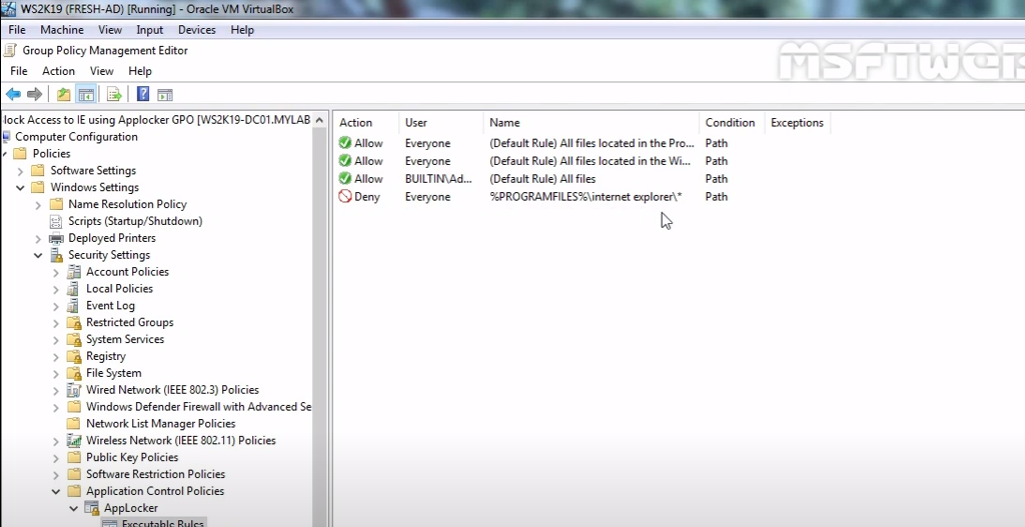 WS2K19 (FRESH-AD) [Running] - Oracle VM VirtualBox
File Machine View Input Devices Help
Group Policy Management Editor
MSFTWEB
File Action View Help
lock Access to IE using Applocker GPO [WS2K19-DC01.MYLAB
Computer Configuration
Policies
Software Settings
Windows Settings
Name Resolution Policy
Scripts (Startup/Shutdown)
Deployed Printers
Security Settings
Account Policies
Local Policies
Event Log
Restricted Groups
System Services
Registry
File System
Wired Network (IEEE 802.3) Policies
Windows Defender Firewall with Advanced Se
Network List Manager Policies
Wireless Network (IEEE 802.11) Policies
Public Key Policies
Software Restriction Policies
Application Control Policies
AppLocker
Executable Rules
Action User Name Condition Exceptions
Allow Everyone (Default Rule) All files located in the Pro... Path
Allow Everyone (Default Rule) All files located in the Wi... Path
Allow BUILTIN\Ad... (Default Rule) All files Path
Deny Everyone %PROGRAMFILES%\internet explorer\* Path